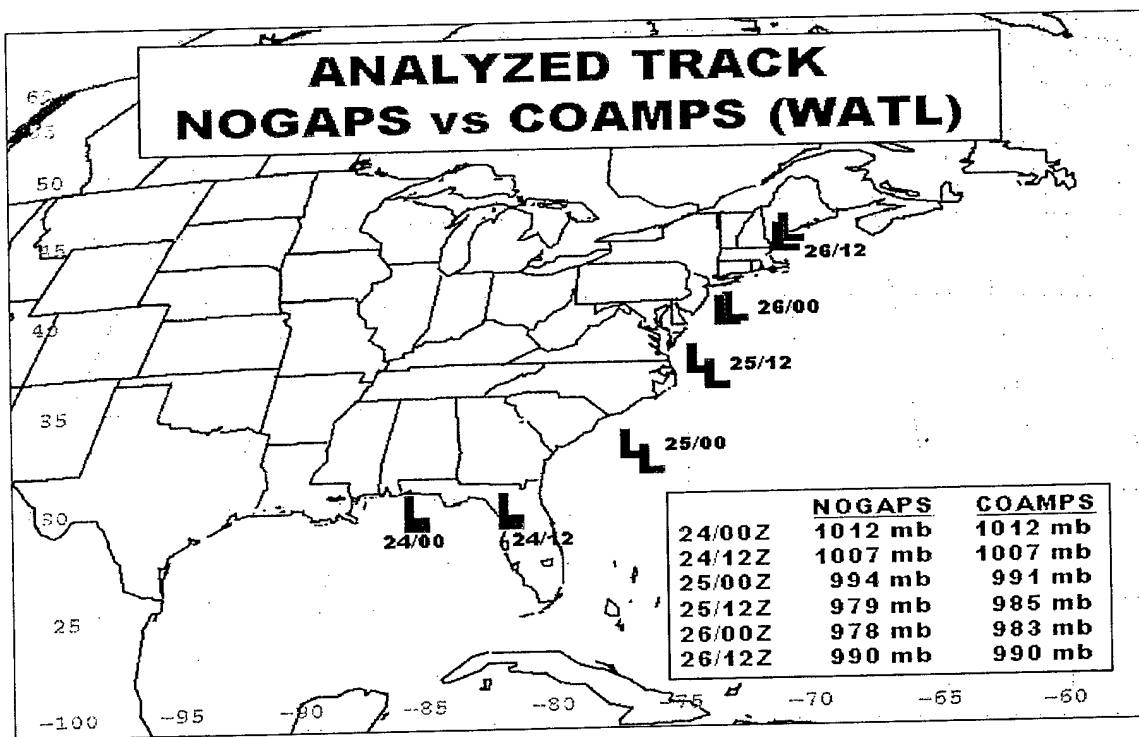 ANALYZED TRACK
NOGAPS vs COAMPS (WATL)
50
45
26/12
26/00
40
25/12
35
25/00
30
24/00
24/12
NOGAPS COAMPS
24/00Z 1012 mb 1012 mb
24/12Z 1007 mb 1007 mb
25/00Z 994 mb 991 mb
25/12Z 979 mb 985 mb
26/00Z 978 mb 983 mb
26/12Z 990 mb 990 mb
25
-100 -95 -90 -85 -80 -75 -70 -65 -60
L L
L L
L L
L L
L
L